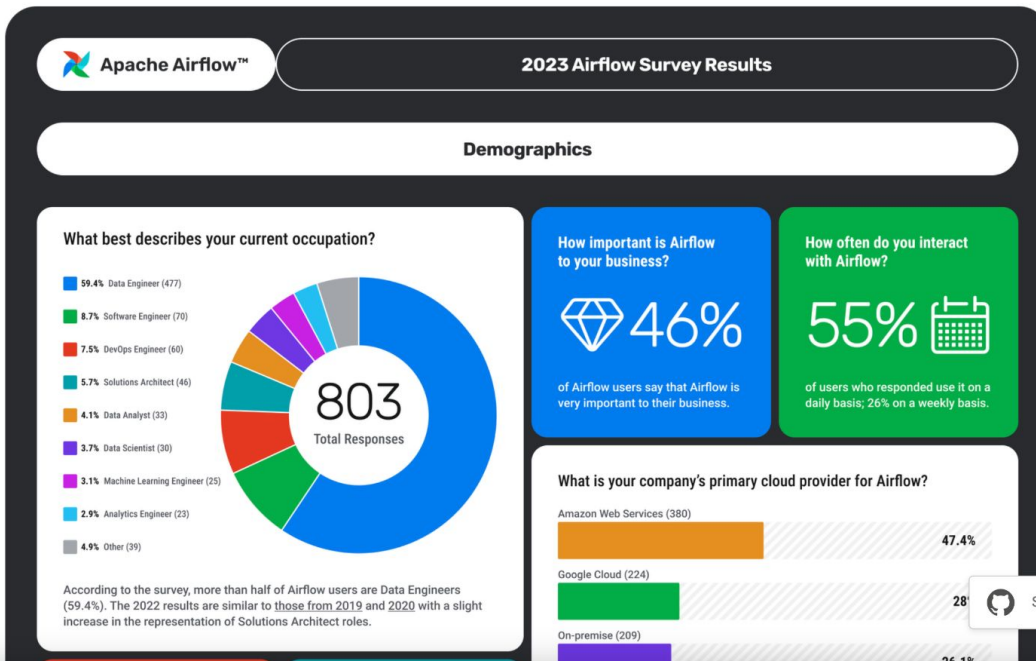 Apache Airflow™
2023 Airflow Survey Results
Demographics
What best describes your current occupation?
59.4% Data Engineer (477)
8.7% Software Engineer (70)
7.5% DevOps Engineer (60)
5.7% Solutions Architect (46)
4.1% Data Analyst (33)
3.7% Data Scientist (30)
3.1% Machine Learning Engineer (25)
2.9% Analytics Engineer (23)
4.9% Other (39)
803
Total Responses
According to the survey, more than half of Airflow users are Data Engineers
(59.4%). The 2022 results are similar to those from 2019 and 2020 with a slight
increase in the representation of Solutions Architect roles.
How important is Airflow
to your business?
46%
of Airflow users say that Airflow is
very important to their business.
How often do you interact
with Airflow?
55%
of users who responded use it on a
daily basis; 26% on a weekly basis.
What is your company's primary cloud provider for Airflow?
Amazon Web Services (380)
47.4%
Google Cloud (224)
28
On-premise (209)
26.1%